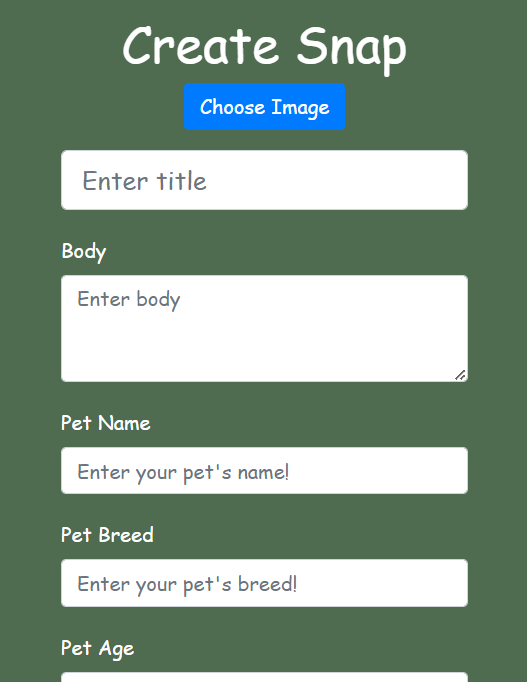 Create Snap
Choose Image
Enter title
Body
Enter body
Pet Name
Enter your pet's name!
Pet Breed
Enter your pet's breed!
Pet Age